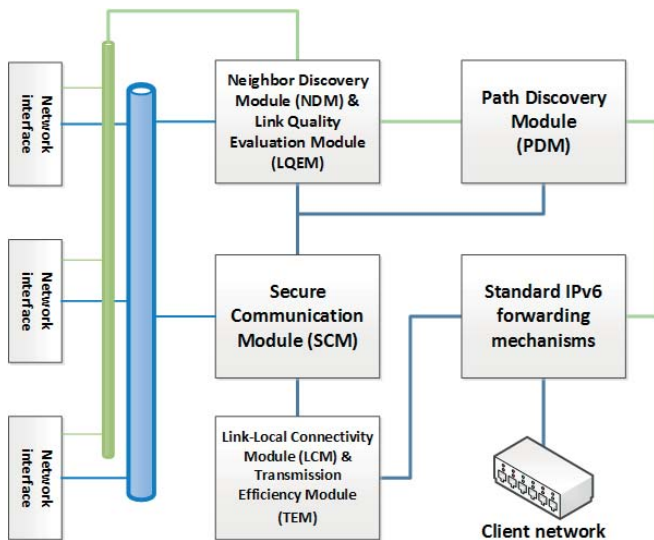 Network
interface
Neighbor Discovery
Module (NDM) &
Link Quality
Evaluation Module
(LQEM)
Path Discovery
Module
(PDM)
Network
interface
Secure
Communication
Module (SCM)
Standard IPv6
forwarding
mechanisms
Network
interface
Link-Local Connectivity
Module (LCM) &
Transmission
Efficiency Module
(TEM)
Client network